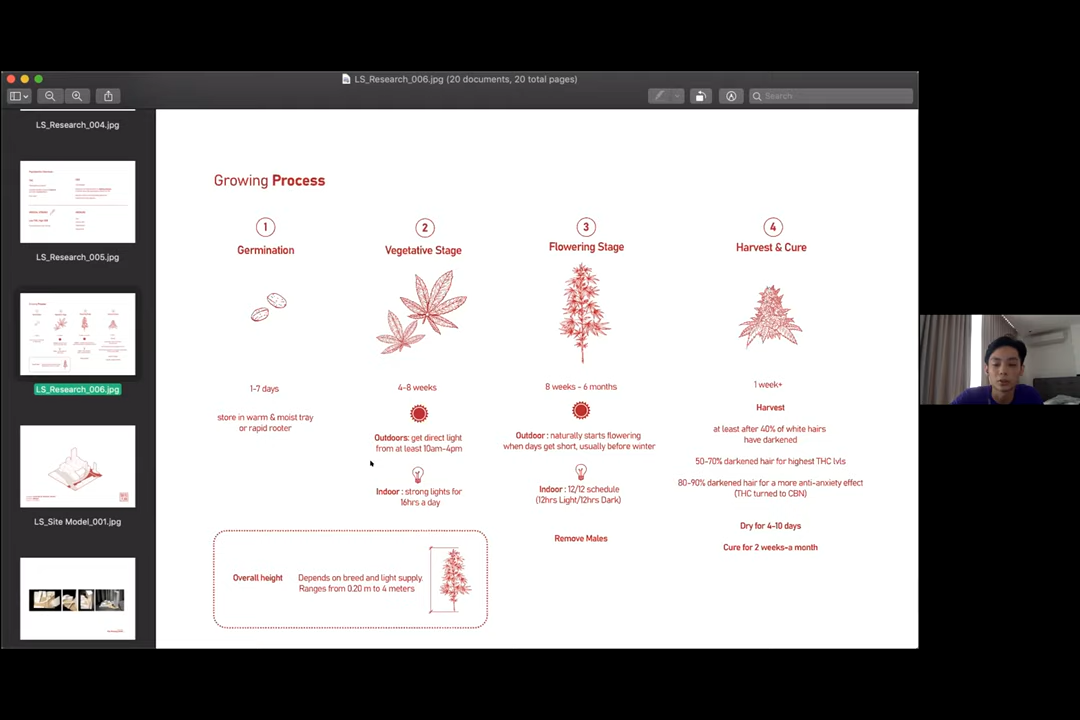 LS_Research_006.jpg (20 documents, 20 total pages)
Search
LS_Research_004.jpg
LS_Research_005.jpg
LS_Research_006.jpg
LS_Site Model_001.jpg
Growing Process
1
Germination
1-7 days
store in warm & moist tray
or rapid rooter
2
Vegetative Stage
4-8 weeks
Outdoors: get direct light
from at least 10am-4pm
Indoor : strong lights for
16hrs a day
3
Flowering Stage
8 weeks - 6 months
Outdoor : naturally starts flowering
when days get short, usually before winter
Indoor : 12/12 schedule
(12hrs Light/12hrs Dark)
Remove Males
4
Harvest & Cure
1 week+
Harvest
at least after 40% of white hairs
have darkened
50-70% darkened hair for highest THC lvls
80-90% darkened hair for a more anti-anxiety effect
(THC turned to CBN)
Dry for 4-10 days
Cure for 2 weeks-a month
Overall height
Depends on breed and light supply.
Ranges from 0.20 m to 4 meters